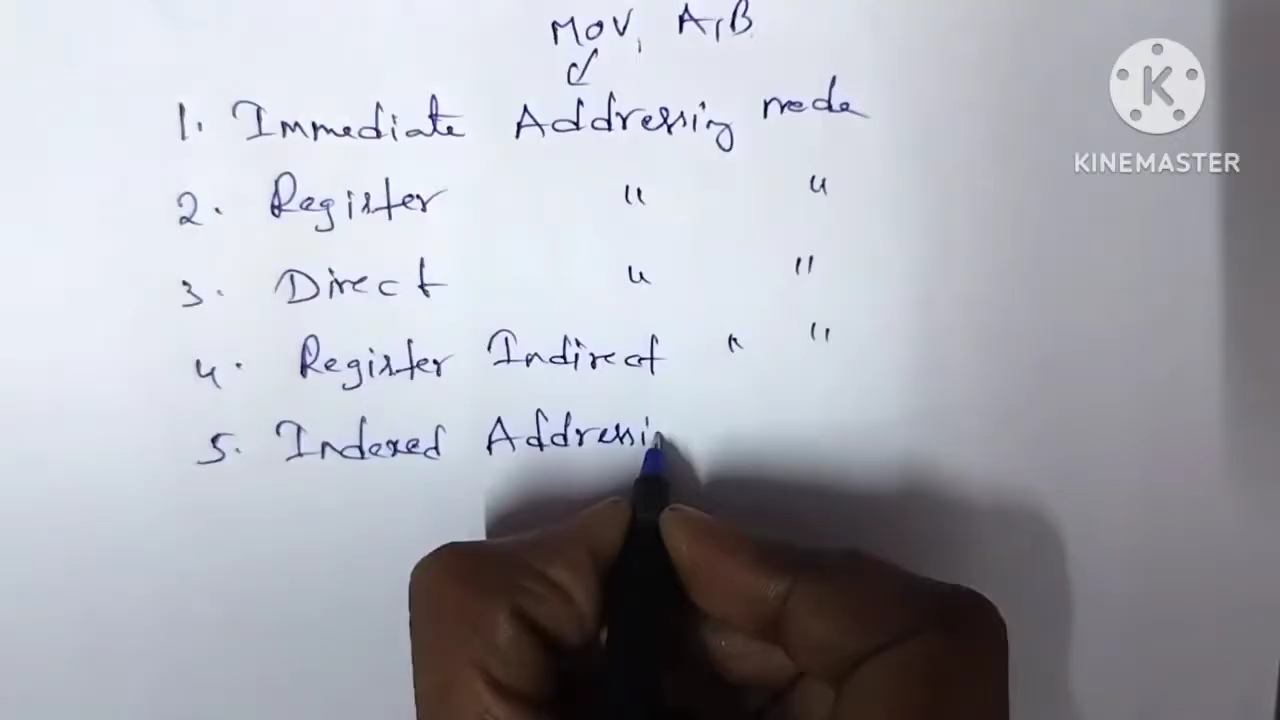 MOV, A,B
1. Immediate Addressing mode
2. Register " "
3. Direct " "
4. Register Indirect " "
5. Indexed Addressi
KINEMASTER